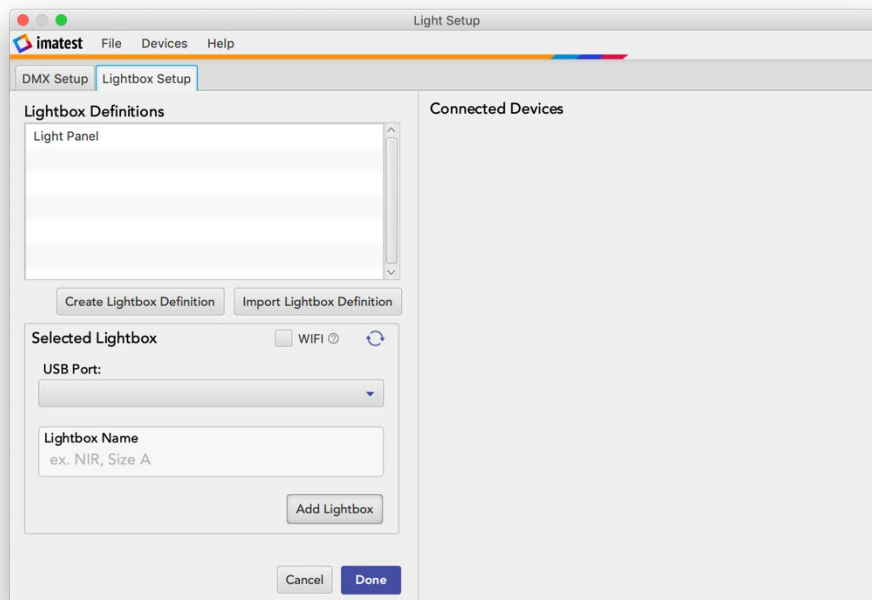 Light Setup
imatest File Devices Help
DMX Setup Lightbox Setup
Lightbox Definitions
Light Panel
Create Lightbox Definition Import Lightbox Definition
Selected Lightbox WIFI ?
USB Port:
Lightbox Name
ex. NIR, Size A
Add Lightbox
Cancel Done
Connected Devices